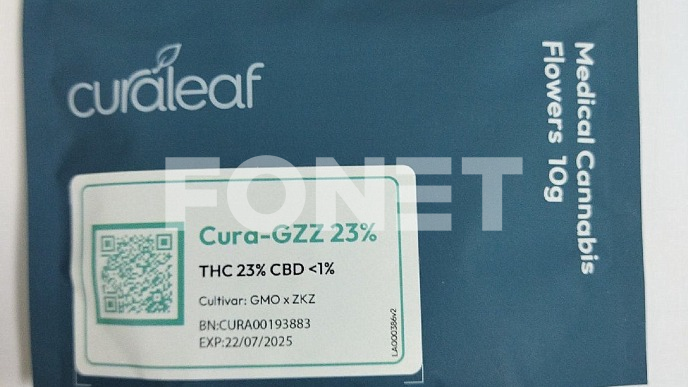 curaleaf
Medical Cannabis
Flowers 10g
FONET
Cura-GZZ 23%
THC 23% CBD <1%
Cultivar: GMO x ZKZ
BN:CURA00193883
EXP:22/07/2025
LA000386v2